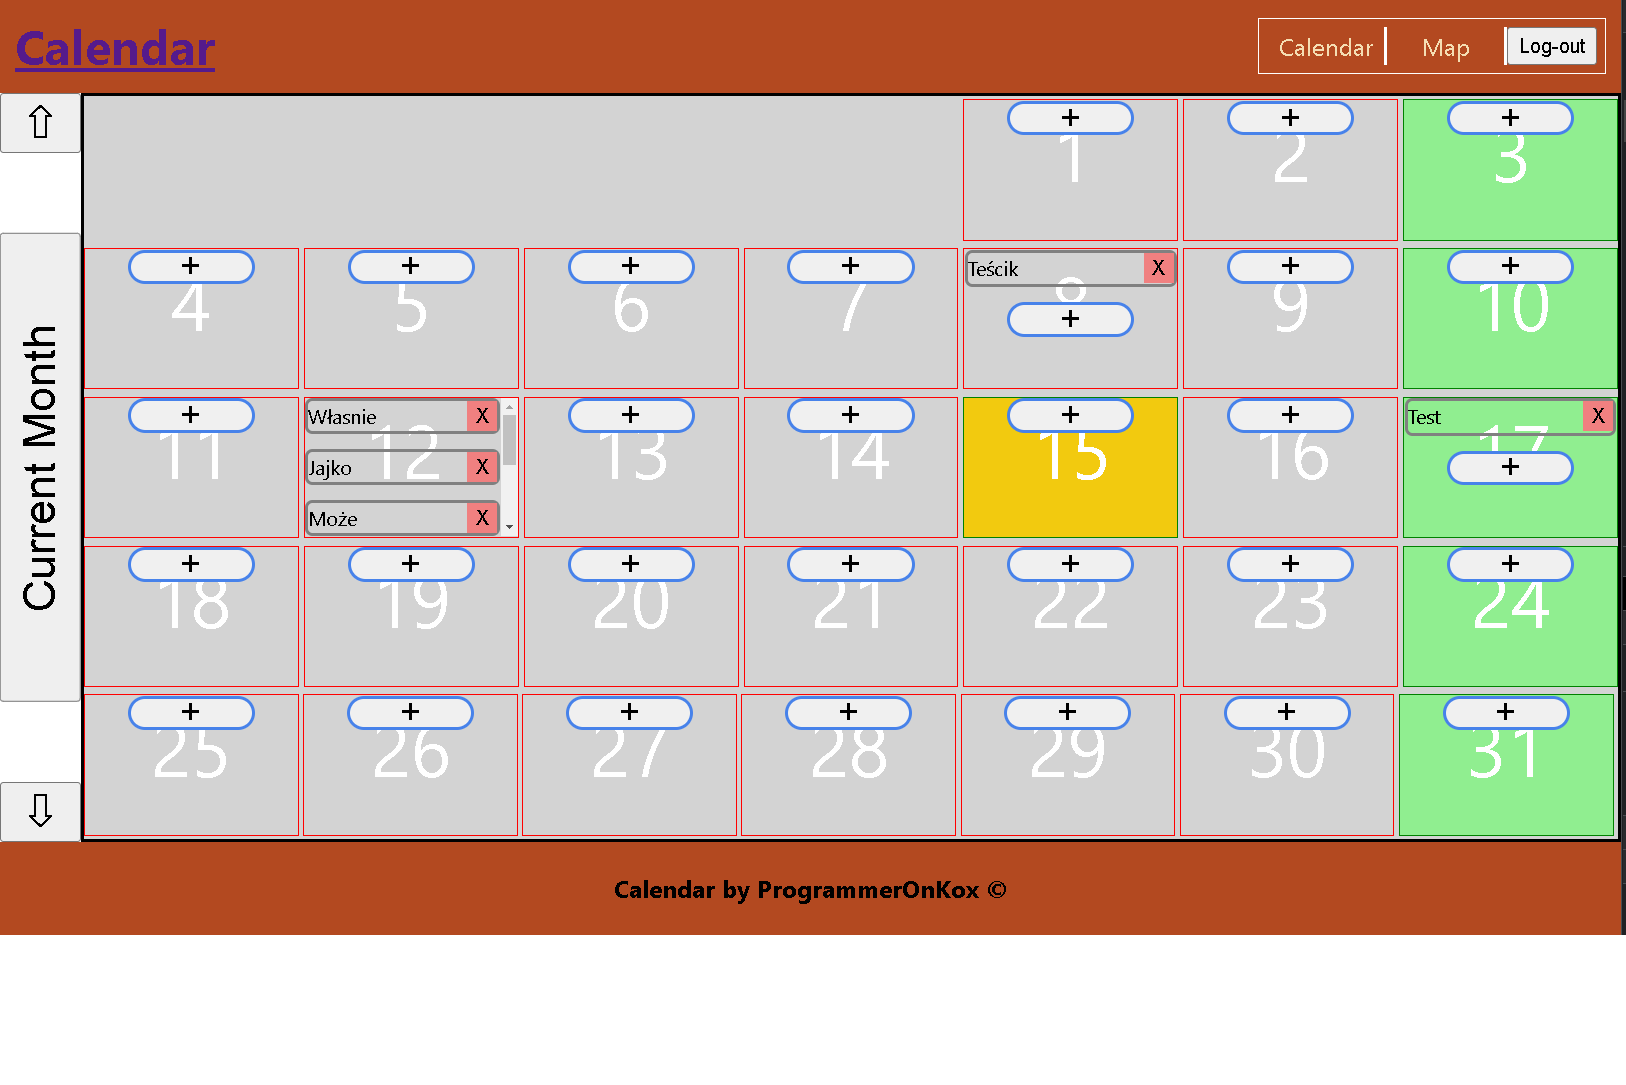 Calendar
Calendar Map Log-out
⇧
Current Month
⇩
+ + +
1 2 3
+ + + + Teścik X + +
4 5 6 7 8 9 10
+
+ Własnie X + + + + Test X
11 12 13 14 15 16 17
Jajko X +
Może X
+ + + + + + +
18 19 20 21 22 23 24
+ + + + + + +
25 26 27 28 29 30 31
Calendar by ProgrammerOnKox ©